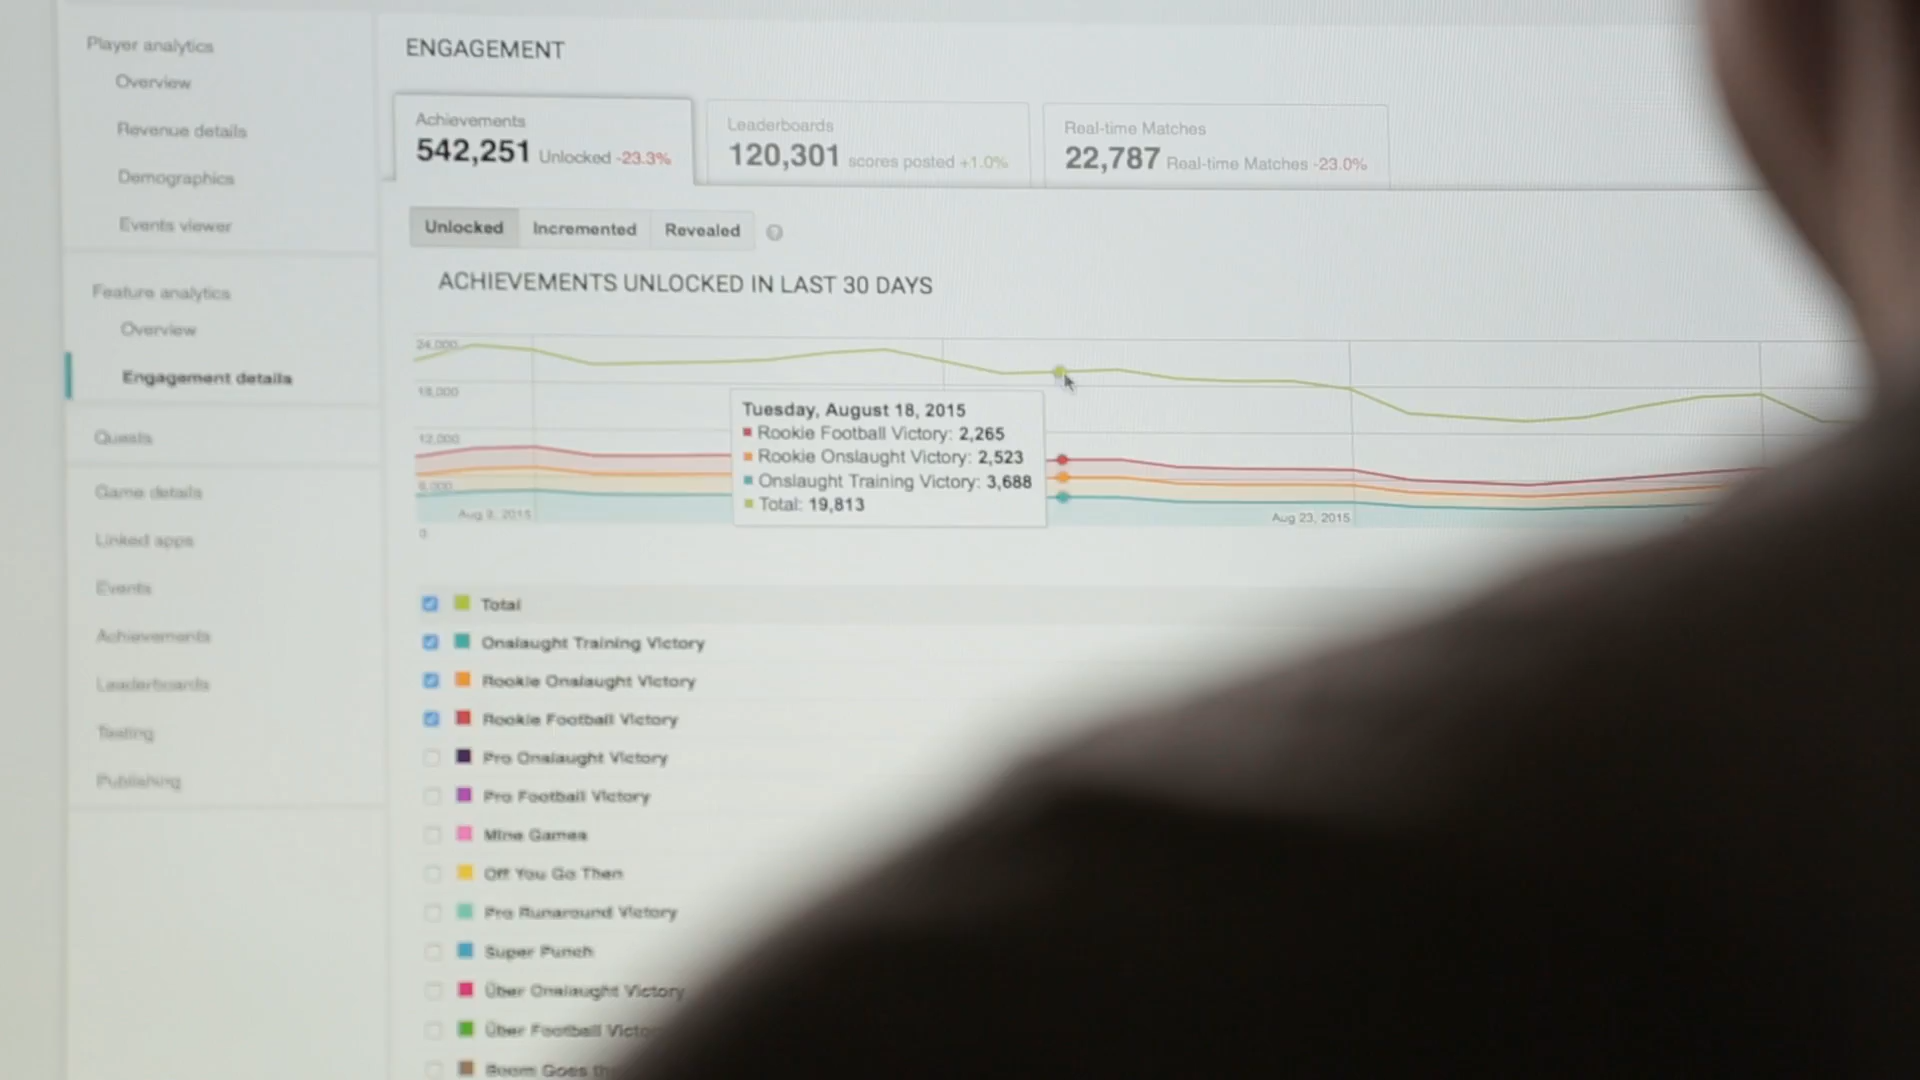 Player analytics
Overview
Revenue details
Demographics
Events viewer
Feature analytics
Overview
Engagement details
Quests
Game details
Linked apps
Events
Achievements
Leaderboards
Testing
Publishing
ENGAGEMENT
Achievements
542,251 Unlocked -23.3%
Leaderboards
120,301 scores posted +1.0%
Real-time Matches
22,787 Real-time Matches -23.0%
Unlocked Incremented Revealed ?
ACHIEVEMENTS UNLOCKED IN LAST 30 DAYS
24,000
18,000
12,000
6,000
0
Aug 9, 2015
Aug 23, 2015
Tuesday, August 18, 2015
Rookie Football Victory: 2,265
Rookie Onslaught Victory: 2,523
Onslaught Training Victory: 3,688
Total: 19,813
Total
Onslaught Training Victory
Rookie Onslaught Victory
Rookie Football Victory
Pro Onslaught Victory
Pro Football Victory
Mine Games
Off You Go Then
Pro Runaround Victory
Super Punch
Über Onslaught Victory
Über Football Victo
Boom Goes th